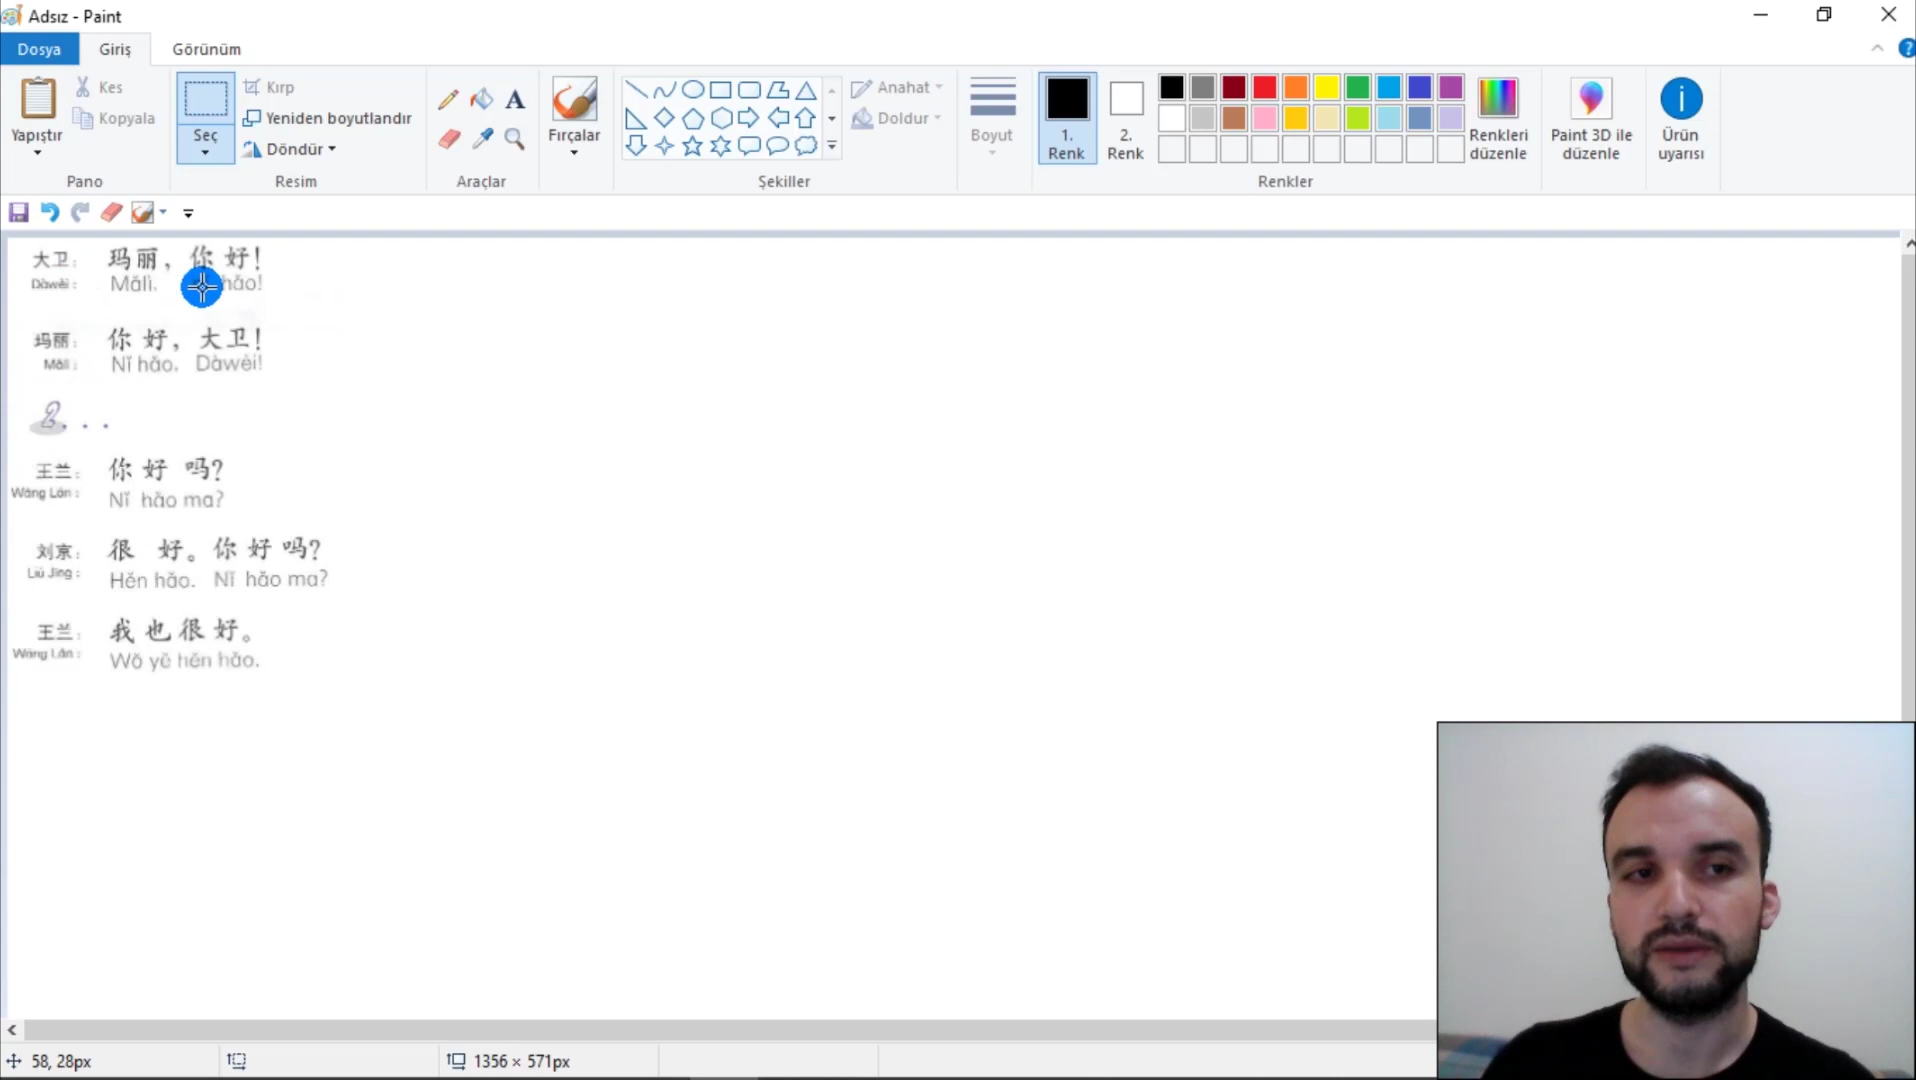 Adsız - Paint
Dosya Giriş Görünüm
Yapıştır Kes Kopyala Pano
Seç Kırp Yeniden boyutlandır Döndür Resim
A
Araçlar
Fırçalar
Anahat Doldur Şekiller
Boyut
1. Renk 2. Renk Renkleri düzenle Renkler
Paint 3D ile düzenle
Ürün uyarısı
大卫： 玛丽，你好！
Dàwèi : Mǎlì, hǎo!
玛丽： 你好，大卫！
Mǎlì : Nǐ hǎo, Dàwèi!
2. . .
王兰： 你好吗？
Wáng Lán : Nǐ hǎo ma?
刘京： 很好。你好吗？
Liú Jīng : Hěn hǎo. Nǐ hǎo ma?
王兰： 我也很好。
Wáng Lán : Wǒ yě hěn hǎo.
58, 28px 1356 × 571px